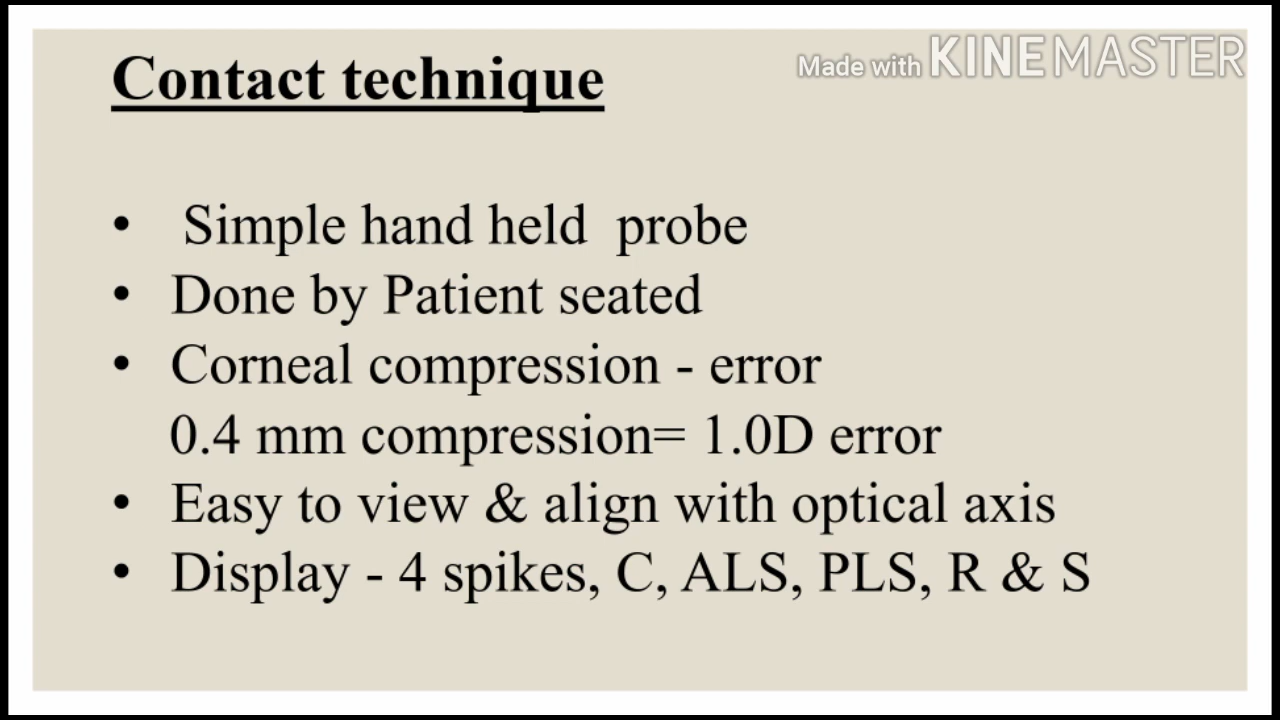 Made with KINEMASTER
Contact technique
• Simple hand held probe
• Done by Patient seated
• Corneal compression - error
0.4 mm compression= 1.0D error
• Easy to view & align with optical axis
• Display - 4 spikes, C, ALS, PLS, R & S